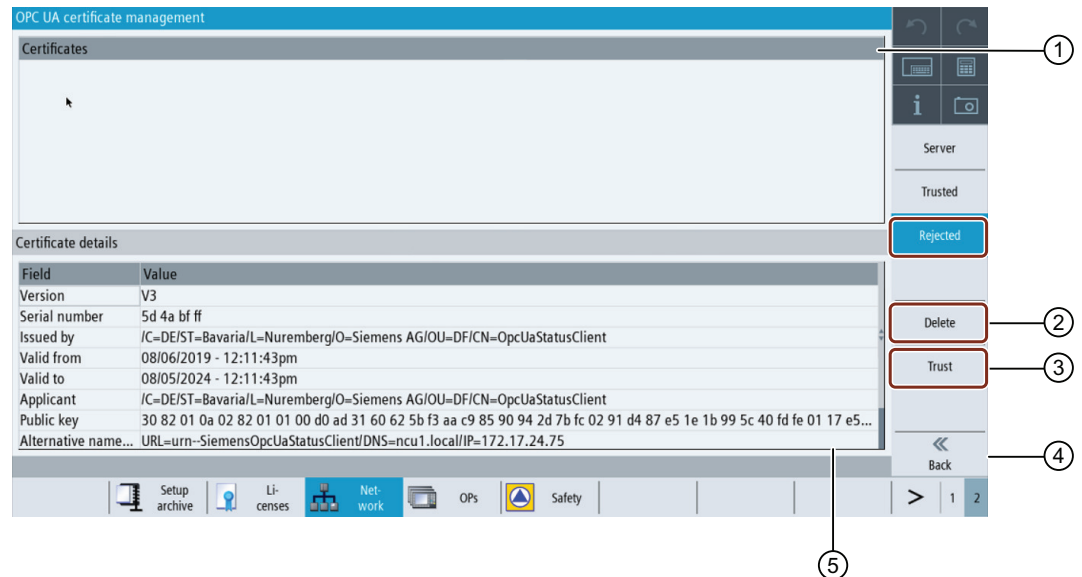 OPC UA certificate management
Certificates
1
i
Server
Trusted
Rejected
Certificate details
Field Value
Version V3
Serial number 5d 4a bf ff
Issued by /C=DE/ST=Bavaria/L=Nuremberg/O=Siemens AG/OU=DF/CN=OpcUaStatusClient
Valid from 08/06/2019 - 12:11:43pm
Valid to 08/05/2024 - 12:11:43pm
Applicant /C=DE/ST=Bavaria/L=Nuremberg/O=Siemens AG/OU=DF/CN=OpcUaStatusClient
Public key 30 82 01 0a 02 82 01 01 00 d0 ad 31 60 62 5b f3 aa c9 85 90 94 2d 7b fc 02 91 d4 87 e5 1e 1b 99 5c 40 fd fe 01 17 e5...
Alternative name... URL=urn--SiemensOpcUaStatusClient/DNS=ncu1.local/IP=172.17.24.75
Delete
2
Trust
3
Back
4
Setup
archive
Li-
censes
Net-
work
OPs
Safety
> 1 2
5